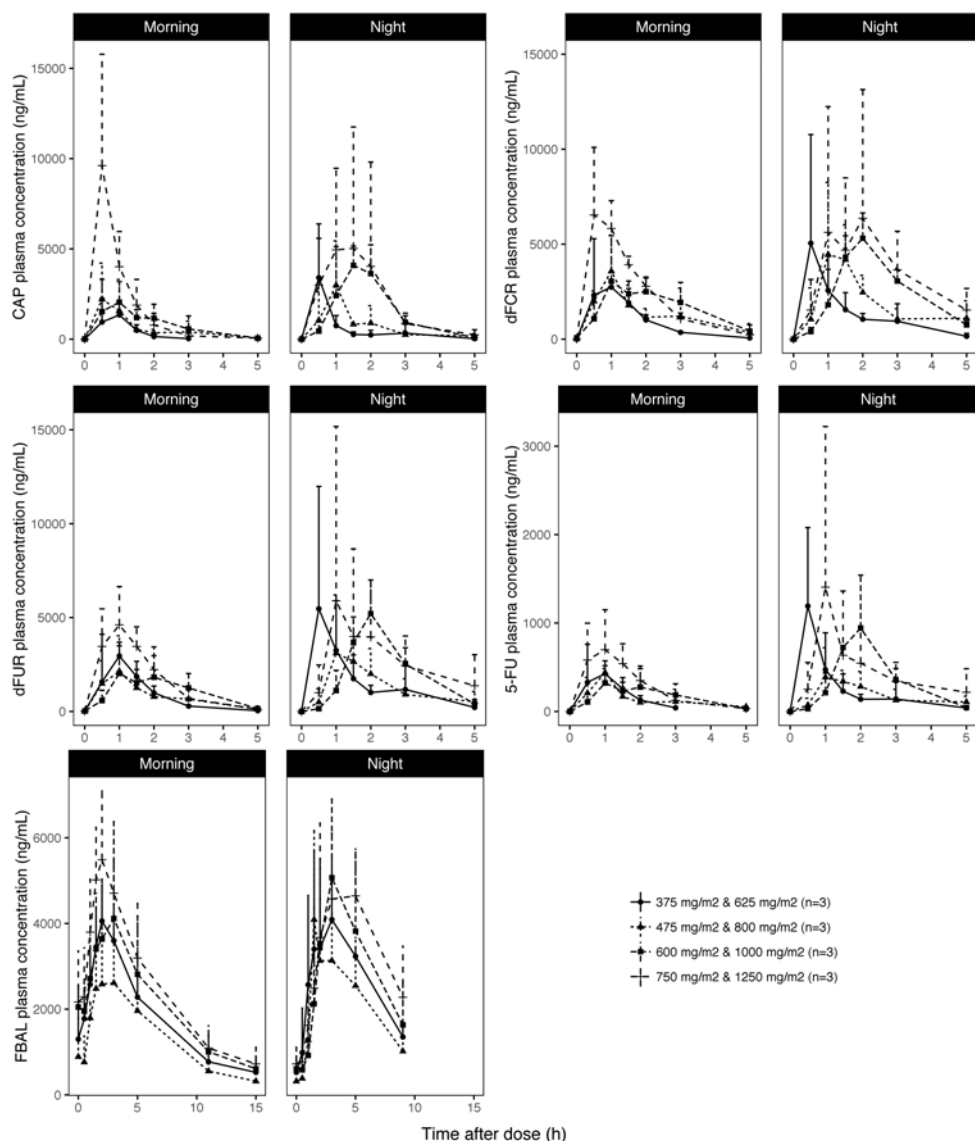 Morning
Night
Morning
Night
CAP plasma concentration (ng/mL)
15000
10000
5000
0
0 1 2 3 4 5
0 1 2 3 4 5
dFCR plasma concentration (ng/mL)
15000
10000
5000
0
0 1 2 3 4 5
0 1 2 3 4 5
Morning
Night
Morning
Night
dFUR plasma concentration (ng/mL)
15000
10000
5000
0
0 1 2 3 4 5
0 1 2 3 4 5
5-FU plasma concentration (ng/mL)
3000
2000
1000
0
0 1 2 3 4 5
0 1 2 3 4 5
Morning
Night
FBAL plasma concentration (ng/mL)
6000
4000
2000
0
0 5 10 15
0 5 10 15
375 mg/m2 & 625 mg/m2 (n=3)
475 mg/m2 & 800 mg/m2 (n=3)
600 mg/m2 & 1000 mg/m2 (n=3)
750 mg/m2 & 1250 mg/m2 (n=3)
Time after dose (h)